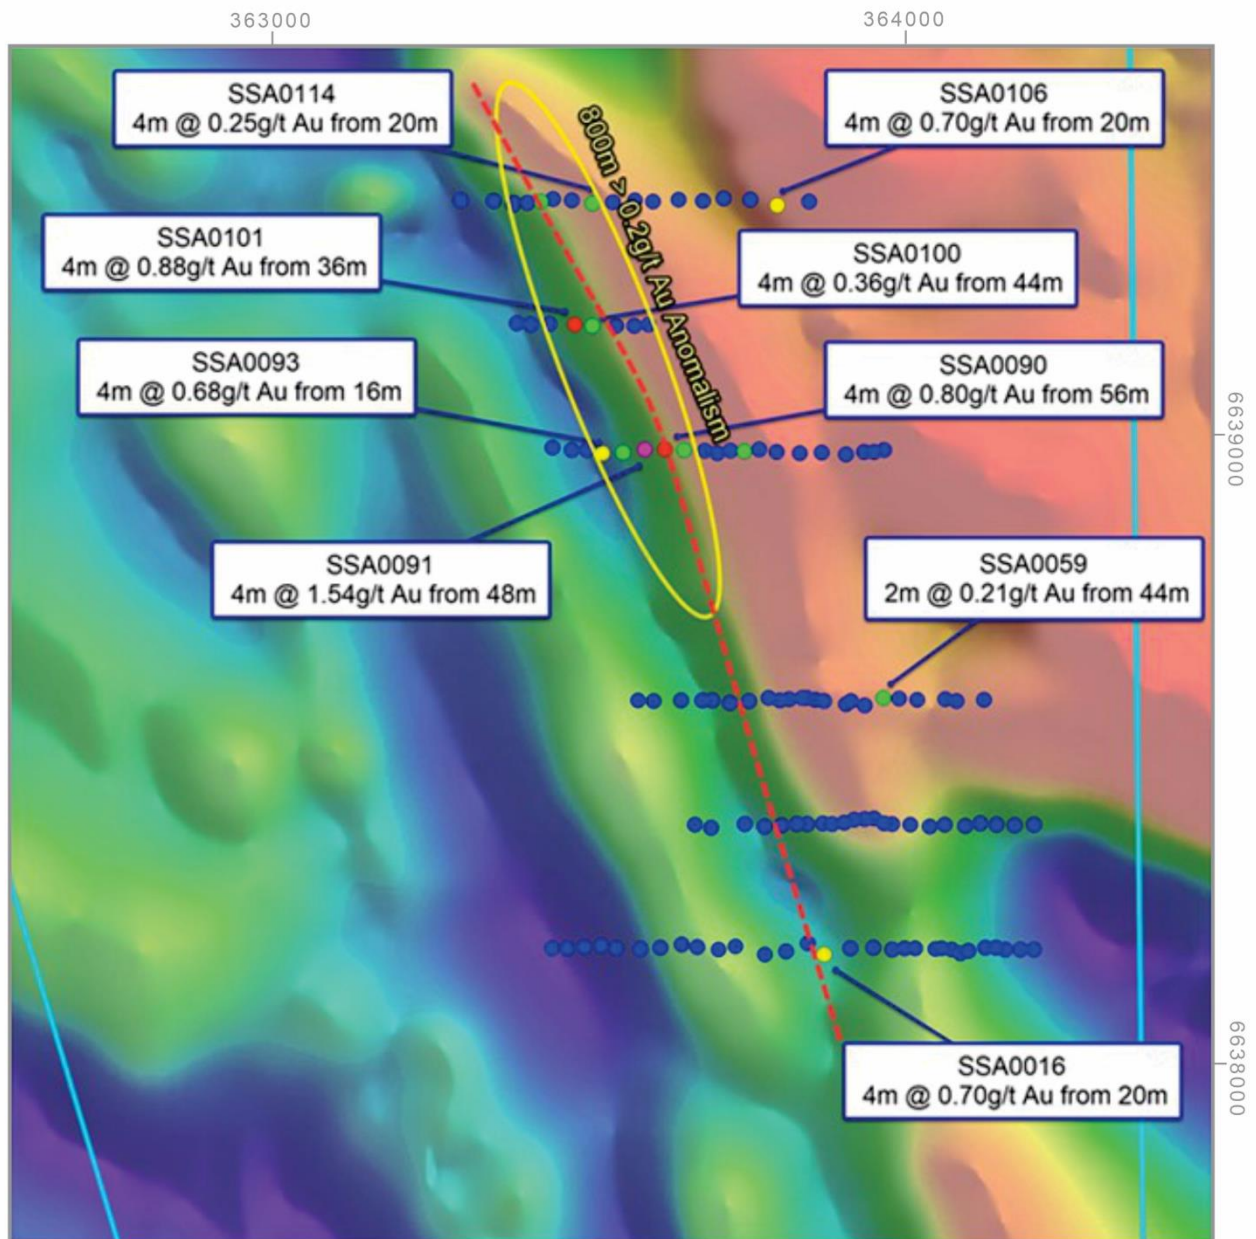 363000
364000
SSA0114
4m @ 0.25g/t Au from 20m
SSA0106
4m @ 0.70g/t Au from 20m
800m > 0.2g/t Au Anomalism
SSA0101
4m @ 0.88g/t Au from 36m
SSA0100
4m @ 0.36g/t Au from 44m
SSA0093
4m @ 0.68g/t Au from 16m
SSA0090
4m @ 0.80g/t Au from 56m
6639000
SSA0091
4m @ 1.54g/t Au from 48m
SSA0059
2m @ 0.21g/t Au from 44m
SSA0016
4m @ 0.70g/t Au from 20m
6638000